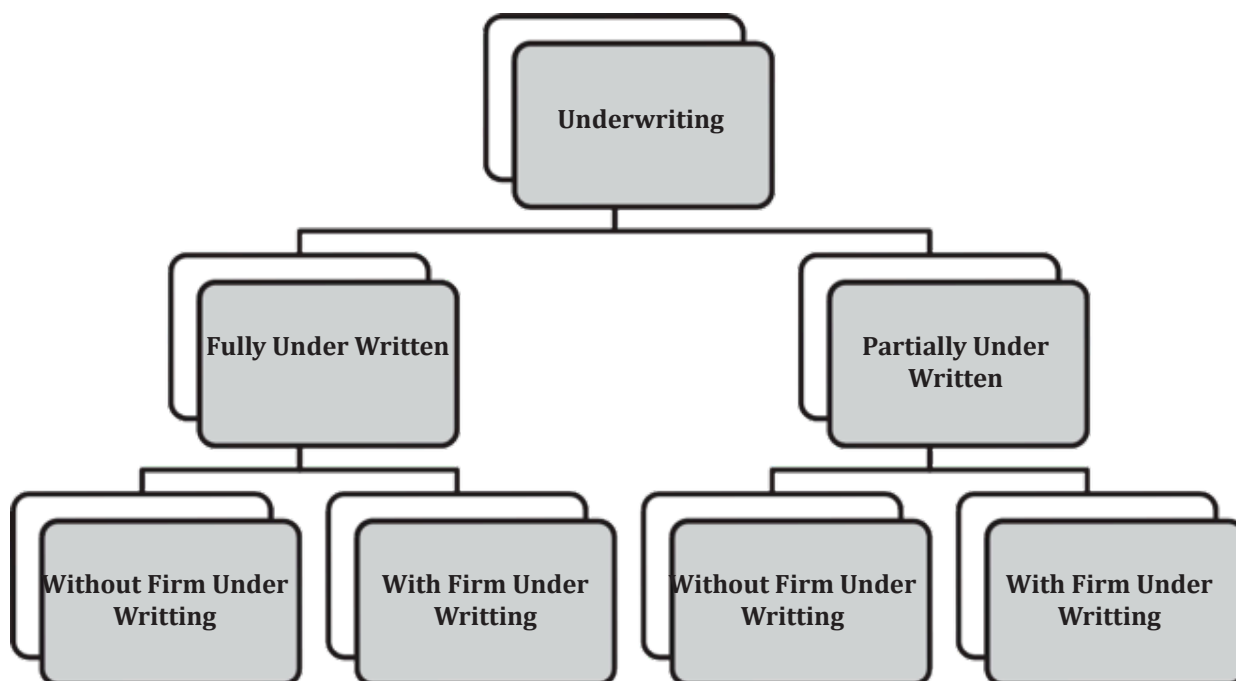 Underwriting
Fully Under Written
Partially Under
Written
Without Firm Under
Writting
With Firm Under
Writting
Without Firm Under
Writting
With Firm Under
Writting